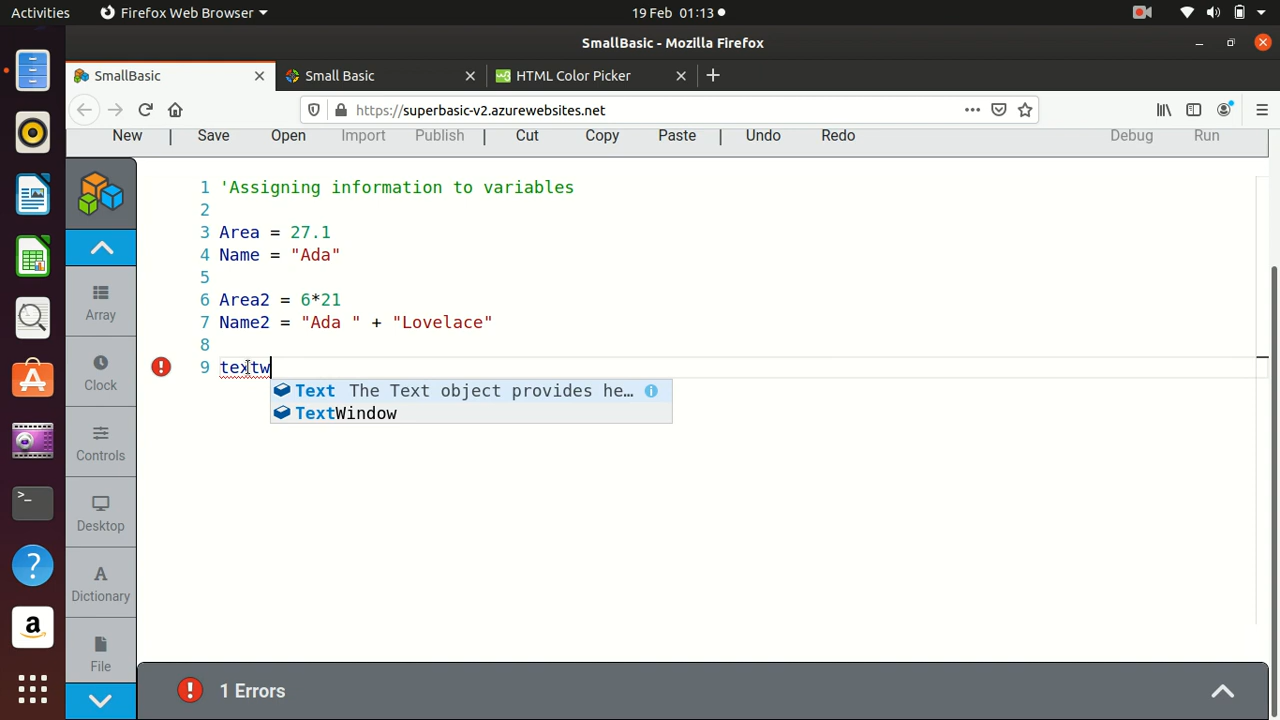 Activities Firefox Web Browser 19 Feb 01:13
SmallBasic - Mozilla Firefox
SmallBasic Small Basic HTML Color Picker
https://superbasic-v2.azurewebsites.net
New | Save Open Import Publish | Cut Copy Paste | Undo Redo Debug Run
1 'Assigning information to variables
2
3 Area = 27.1
4 Name = "Ada"
5
6 Area2 = 6*21
7 Name2 = "Ada " + "Lovelace"
8
9 textw
Text The Text object provides he…
TextWindow
Array
Clock
Controls
Desktop
Dictionary
File
1 Errors